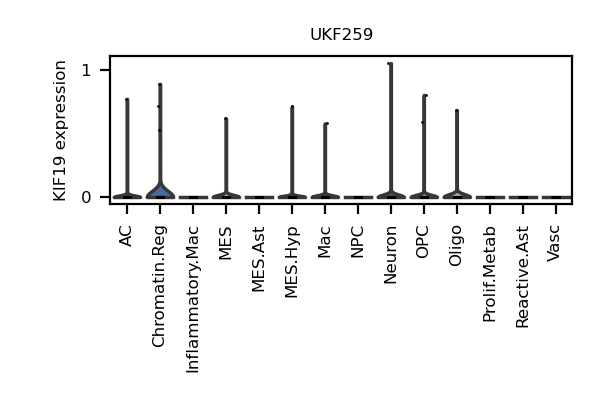 UKF259
KIF19 expression
1
0
AC
Chromatin.Reg
Inflammatory.Mac
MES
MES.Ast
MES.Hyp
Mac
NPC
Neuron
OPC
Oligo
Prolif.Metab
Reactive.Ast
Vasc